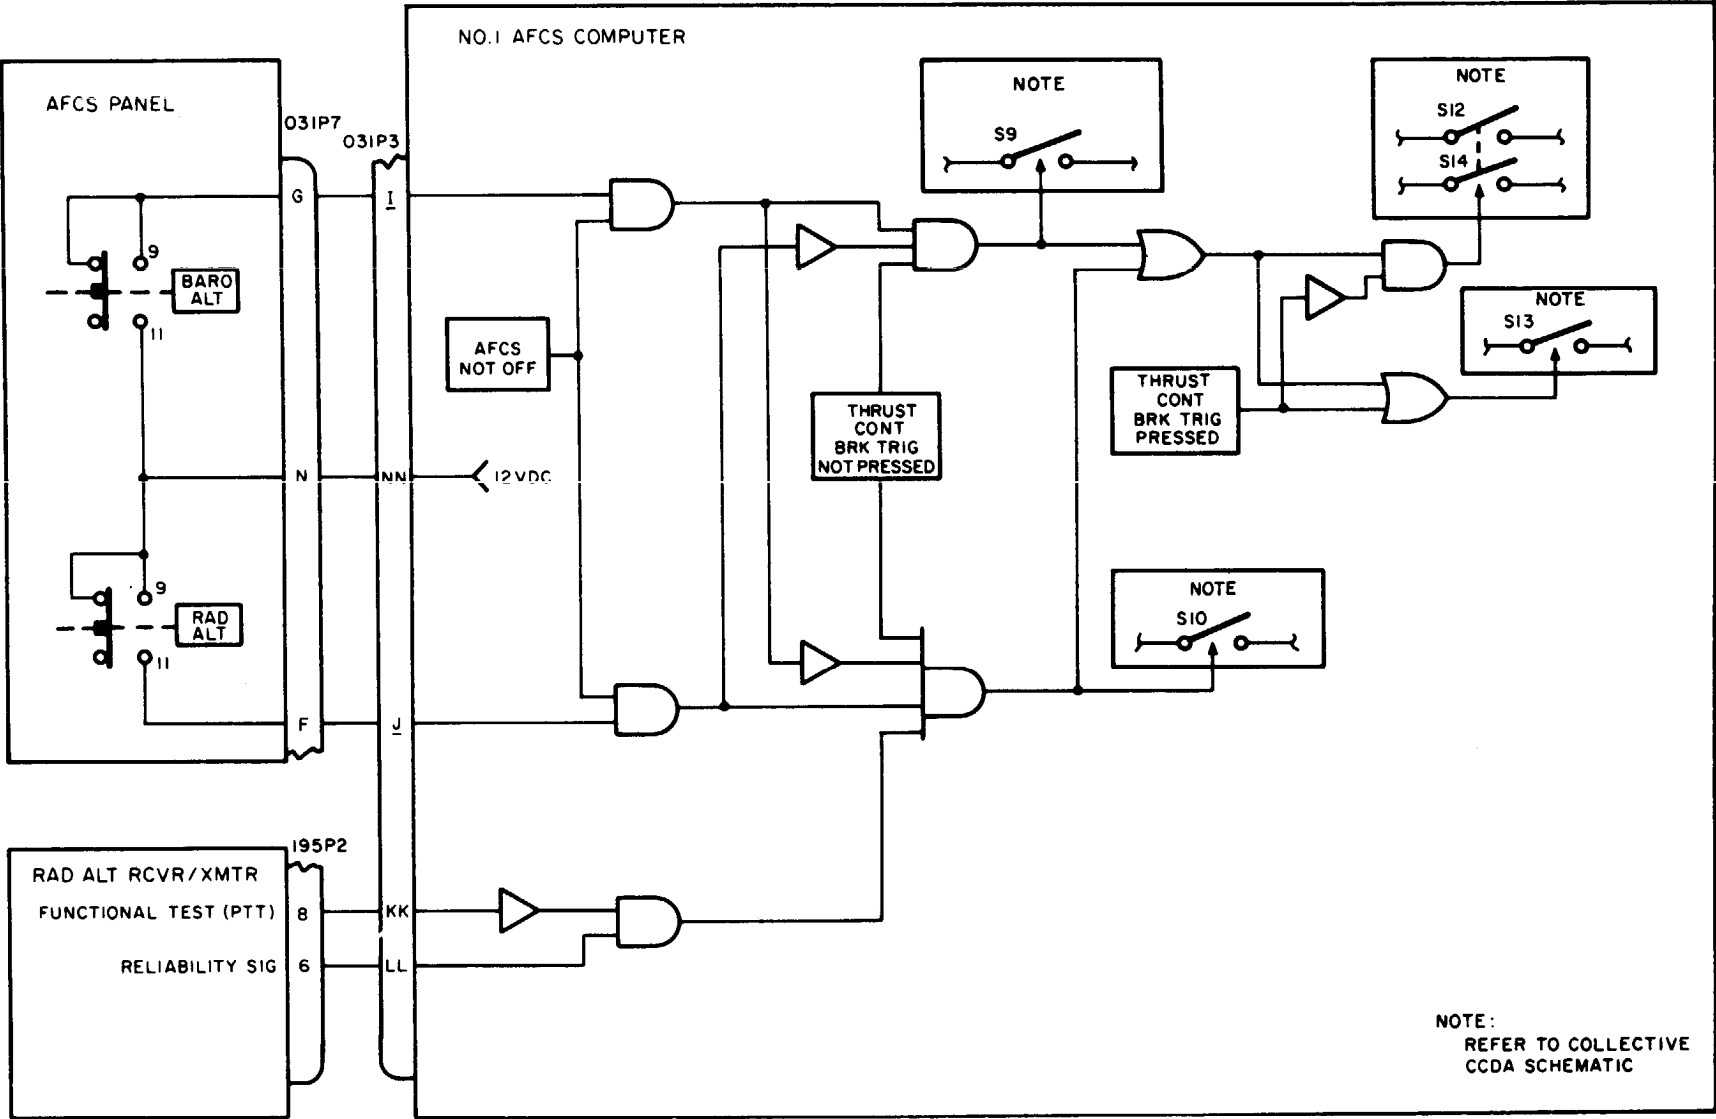 NO.1 AFCS COMPUTER
AFCS PANEL
031P7
031P3
G
I
9
BARO
ALT
11
N
NN
12 VDC
9
RAD
ALT
11
F
J
AFCS
NOT OFF
NOTE
S9
NOTE
S12
S14
NOTE
S13
THRUST
CONT
BRK TRIG
PRESSED
THRUST
CONT
BRK TRIG
NOT PRESSED
NOTE
S10
195P2
RAD ALT RCVR/XMTR
FUNCTIONAL TEST (PTT)
8
KK
RELIABILITY SIG
6
LL
NOTE:
REFER TO COLLECTIVE
CCDA SCHEMATIC